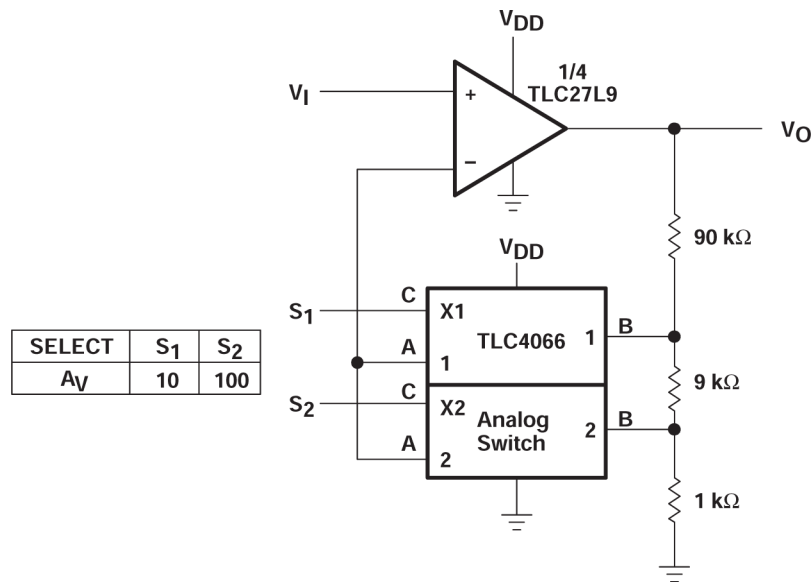 VDD
1/4
TLC27L9
VI
+
−
VO
90 kΩ
VDD
S1
C
X1
TLC4066
1
B
A
1
9 kΩ
S2
C
X2
Analog
Switch
2
B
A
2
1 kΩ
SELECT S1 S2
AV 10 100